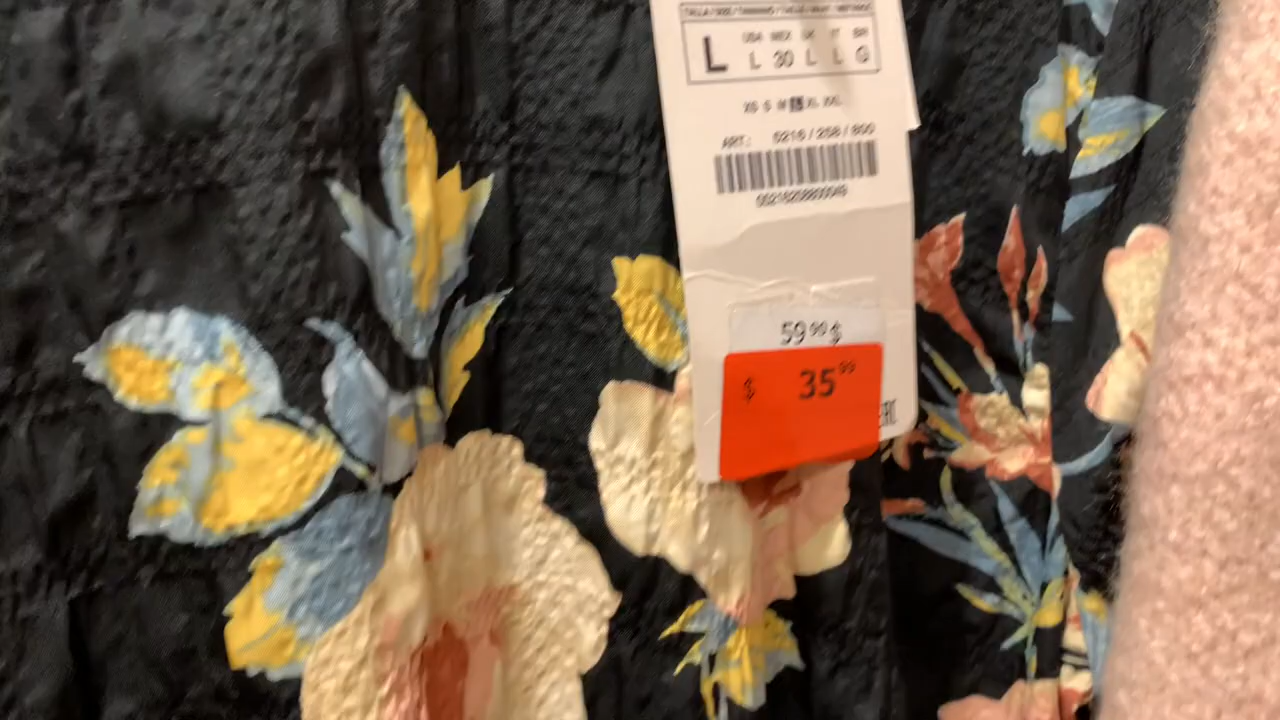 L USA MEX UK IT BR
L 30 L L G
XS S M L XL XXL
ART: 5216 / 258 / 800
59 90 $
$ 35 99